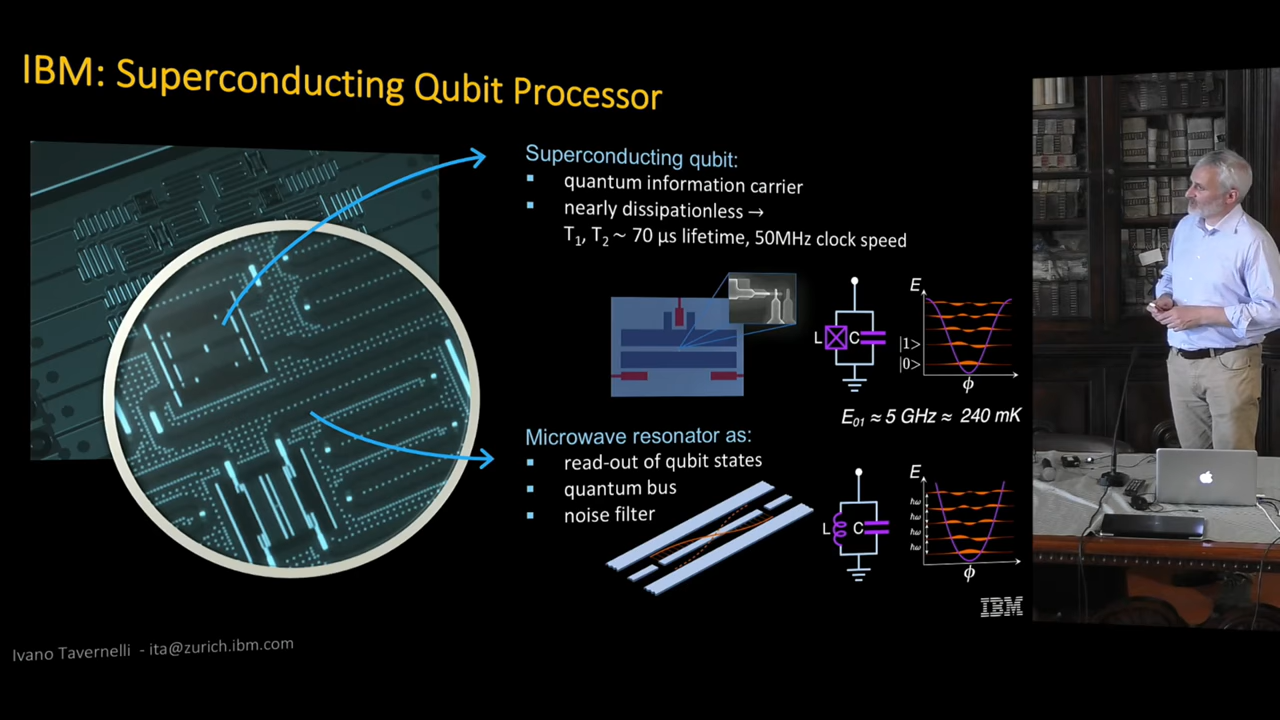 IBM: Superconducting Qubit Processor
Superconducting qubit:
▪ quantum information carrier
▪ nearly dissipationless →
T1, T2 ~ 70 µs lifetime, 50MHz clock speed
L C
E
|1>
|0>
ϕ
E01 ≈ 5 GHz ≈ 240 mK
Microwave resonator as:
▪ read-out of qubit states
▪ quantum bus
▪ noise filter
L C
E
ħω
ħω
ħω
ħω
ϕ
IBM
Ivano Tavernelli - ita@zurich.ibm.com